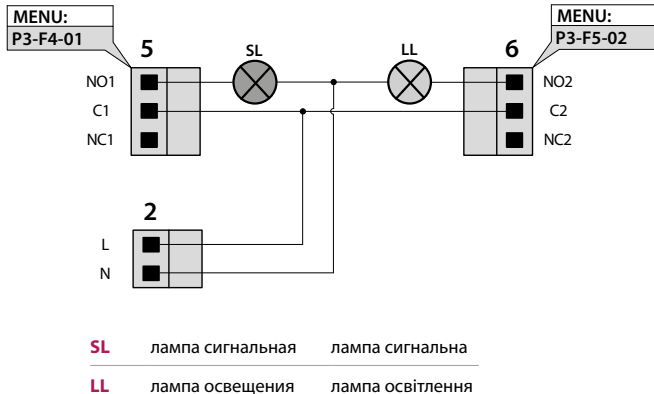 MENU:
P3-F4-01
MENU:
P3-F5-02
5
SL
LL
6
NO1
NO2
C1
C2
NC1
NC2
2
L
N
SL лампа сигнальная лампа сигнальна
LL лампа освещения лампа освітлення